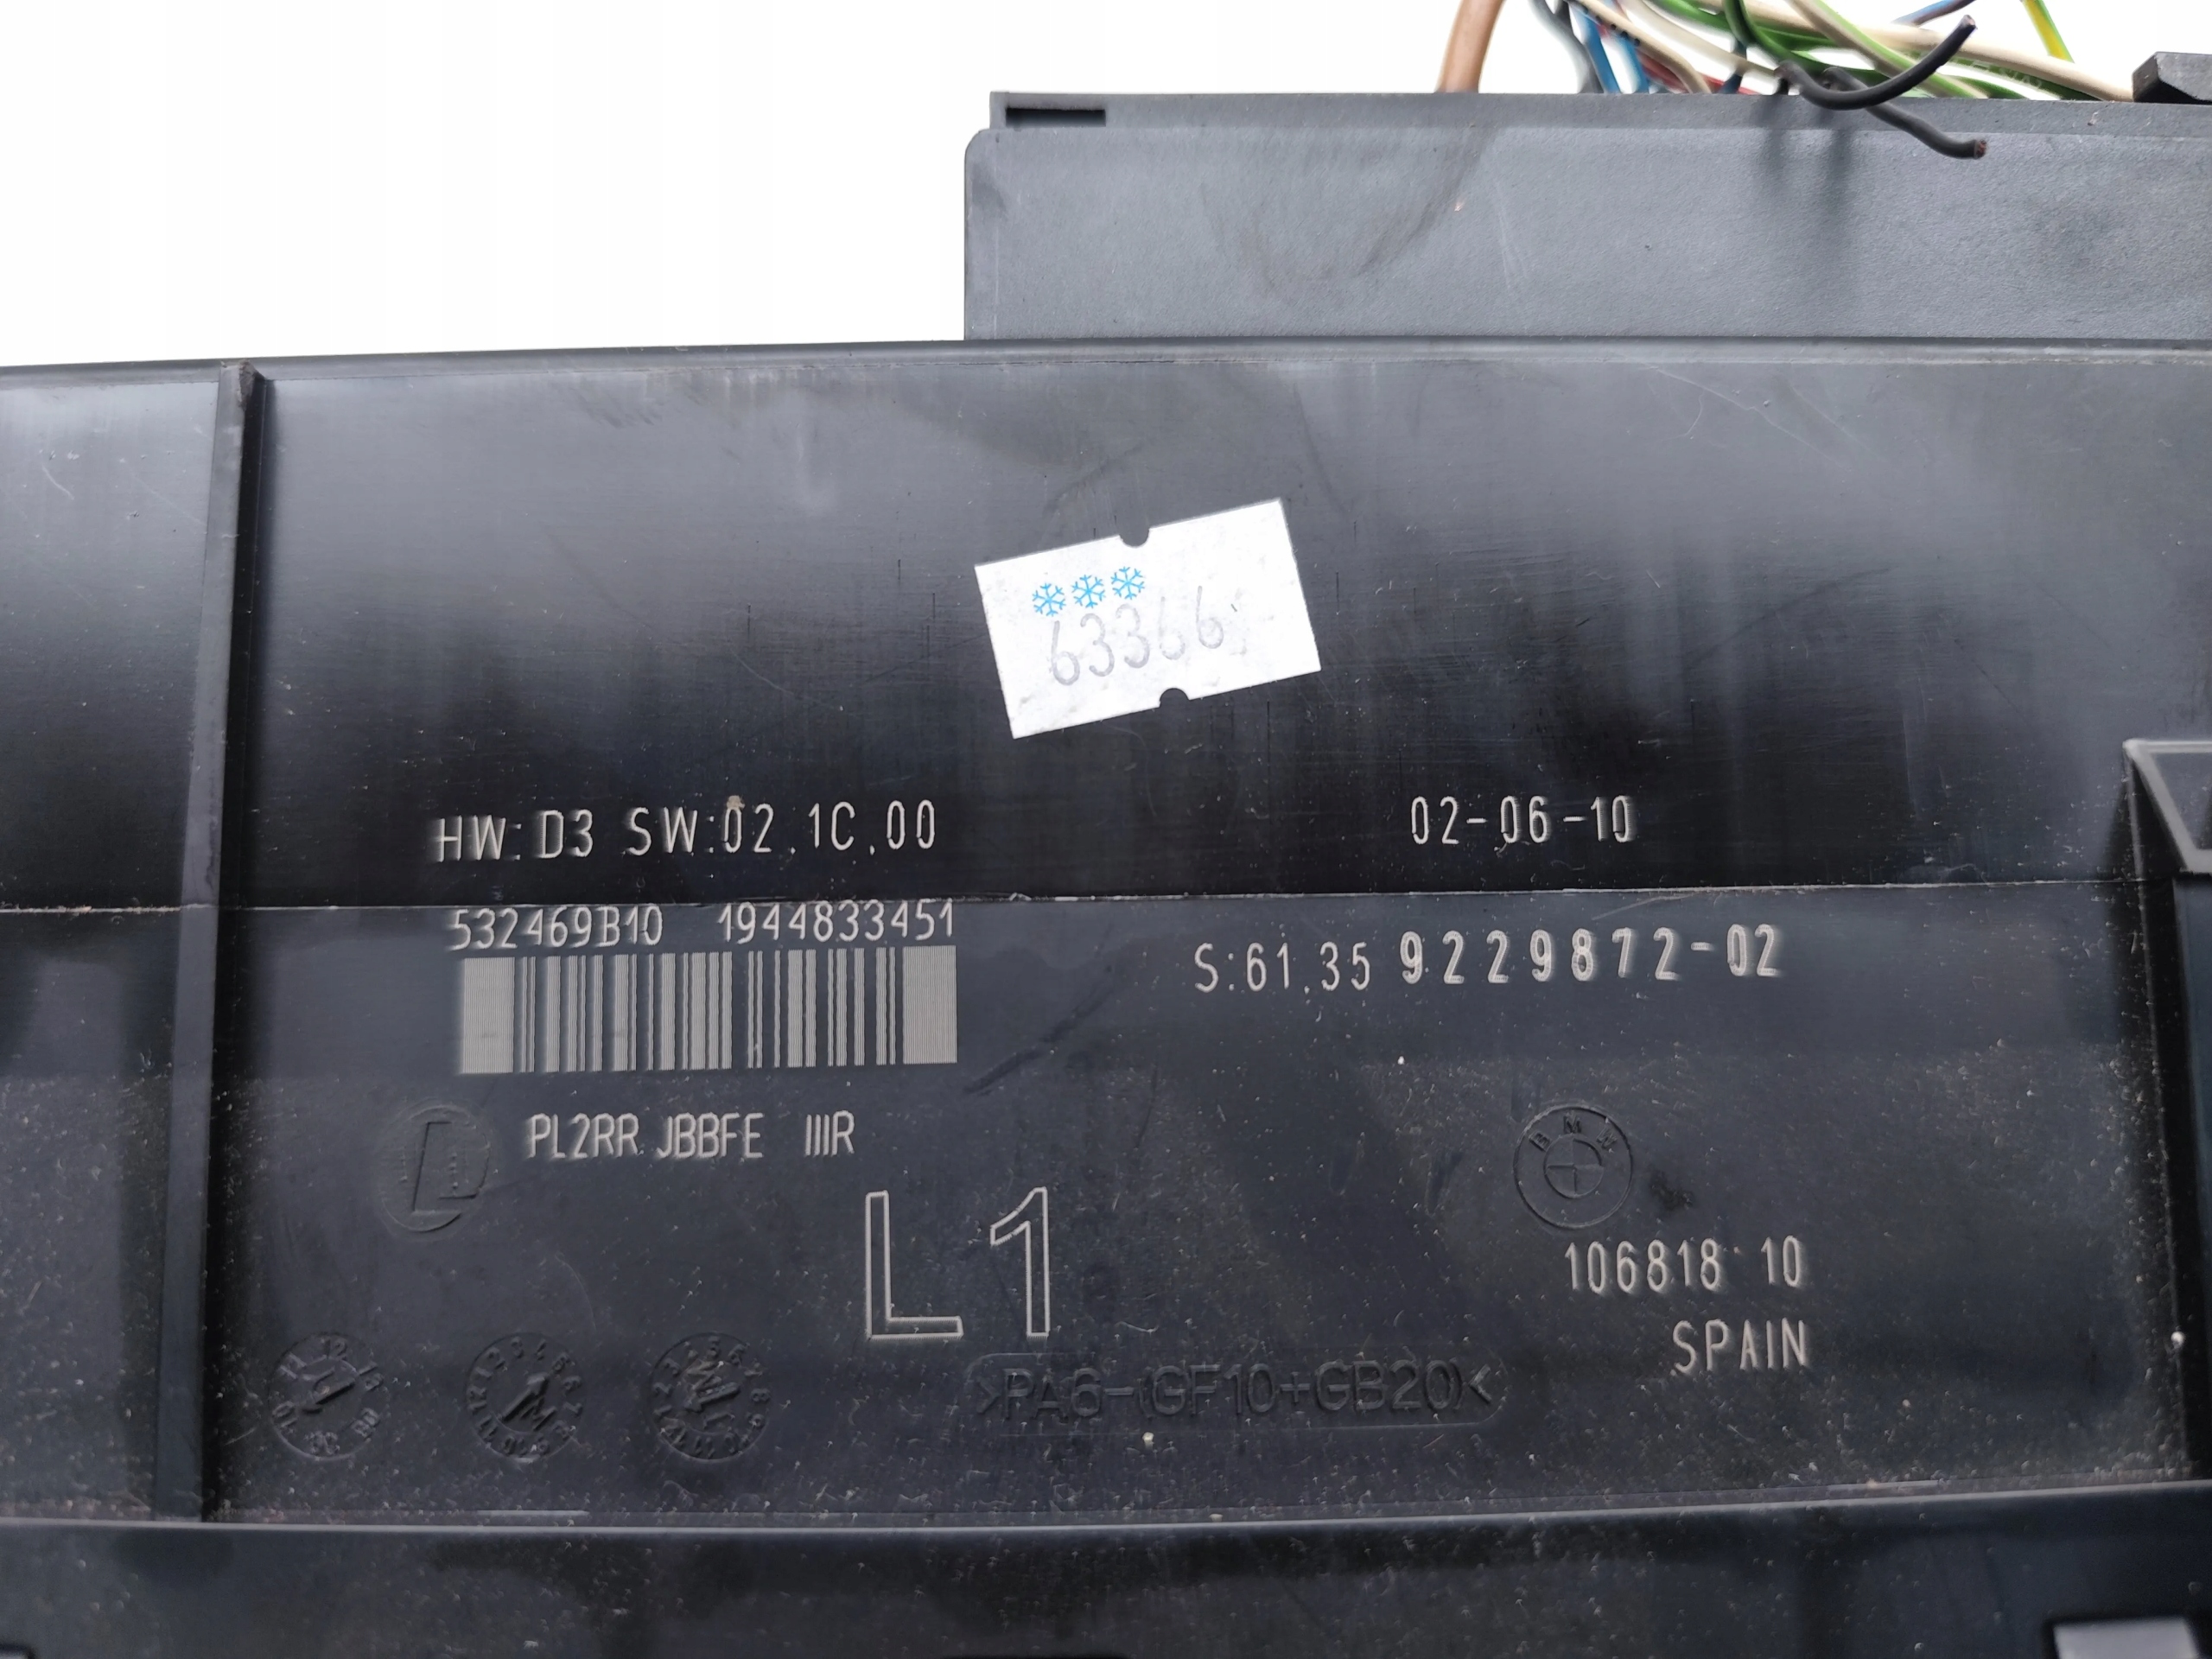 63366
HW: D3 SW:02.1C.00
02-06-10
532469B10 1944833451
S:61.35 9229872-02
PL2RR JBBFE IIIR
BMW
L1
106818 10
SPAIN
>PA6-(GF10+GB20)<